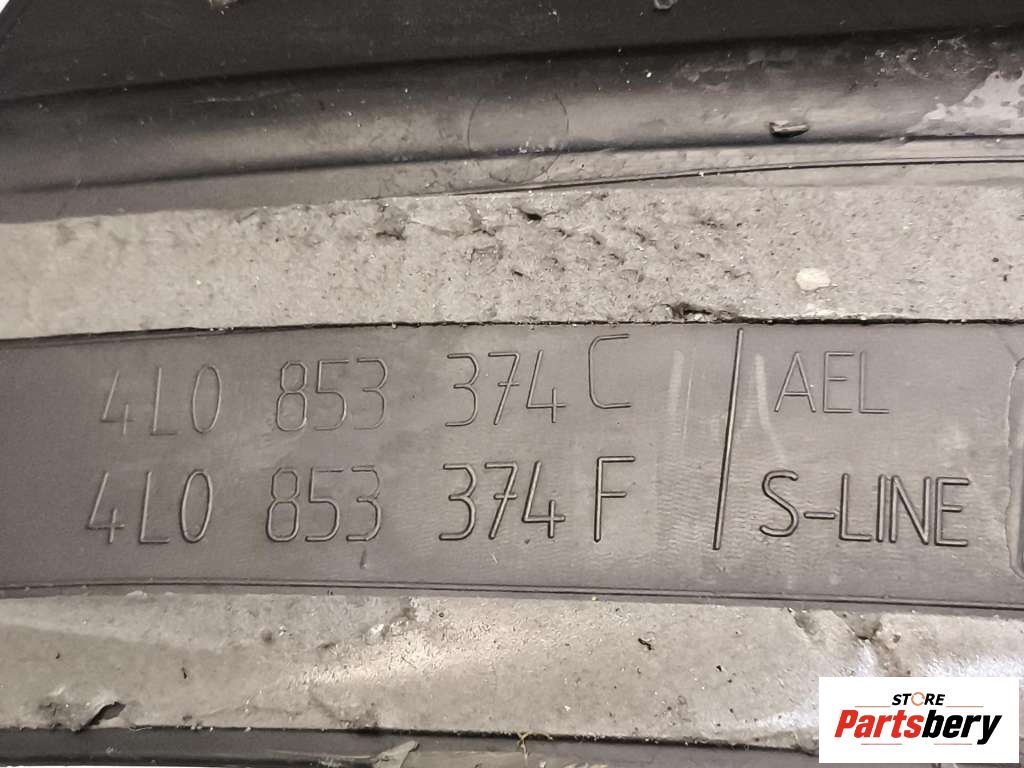 4L0 853 374 C / AEL
4L0 853 374 F / S-LINE
STORE
Partsbery